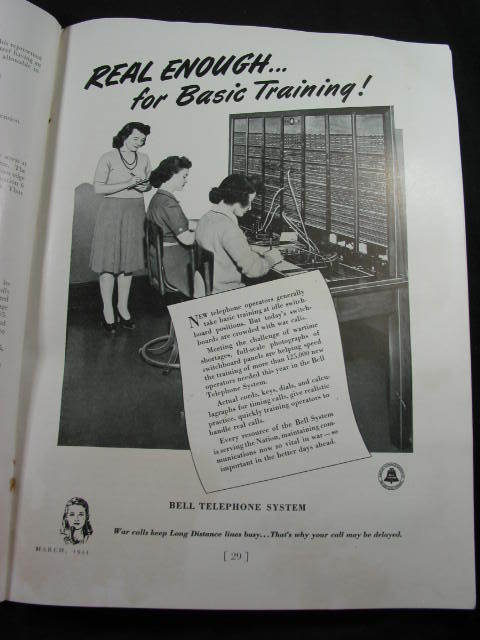 REAL ENOUGH...
for Basic Training!
NEW telephone operators generally
take basic training at idle switch-
board positions. But today's switch-
boards are crowded with war calls.
Meeting the challenge of wartime
shortages, full-scale photographs of
switchboard panels are helping speed
the training of more than 125,000 new
operators needed this year in the Bell
Telephone System.
Actual cords, keys, dials, and calcu-
lagraphs for timing calls, give realistic
practice, quickly training operators to
handle real calls.
Every resource of the Bell System
is serving the Nation, maintaining com-
munications now so vital in war—so
important in the better days ahead.
BELL TELEPHONE SYSTEM
War calls keep Long Distance lines busy...That's why your call may be delayed.
MARCH, 1944
[ 29 ]